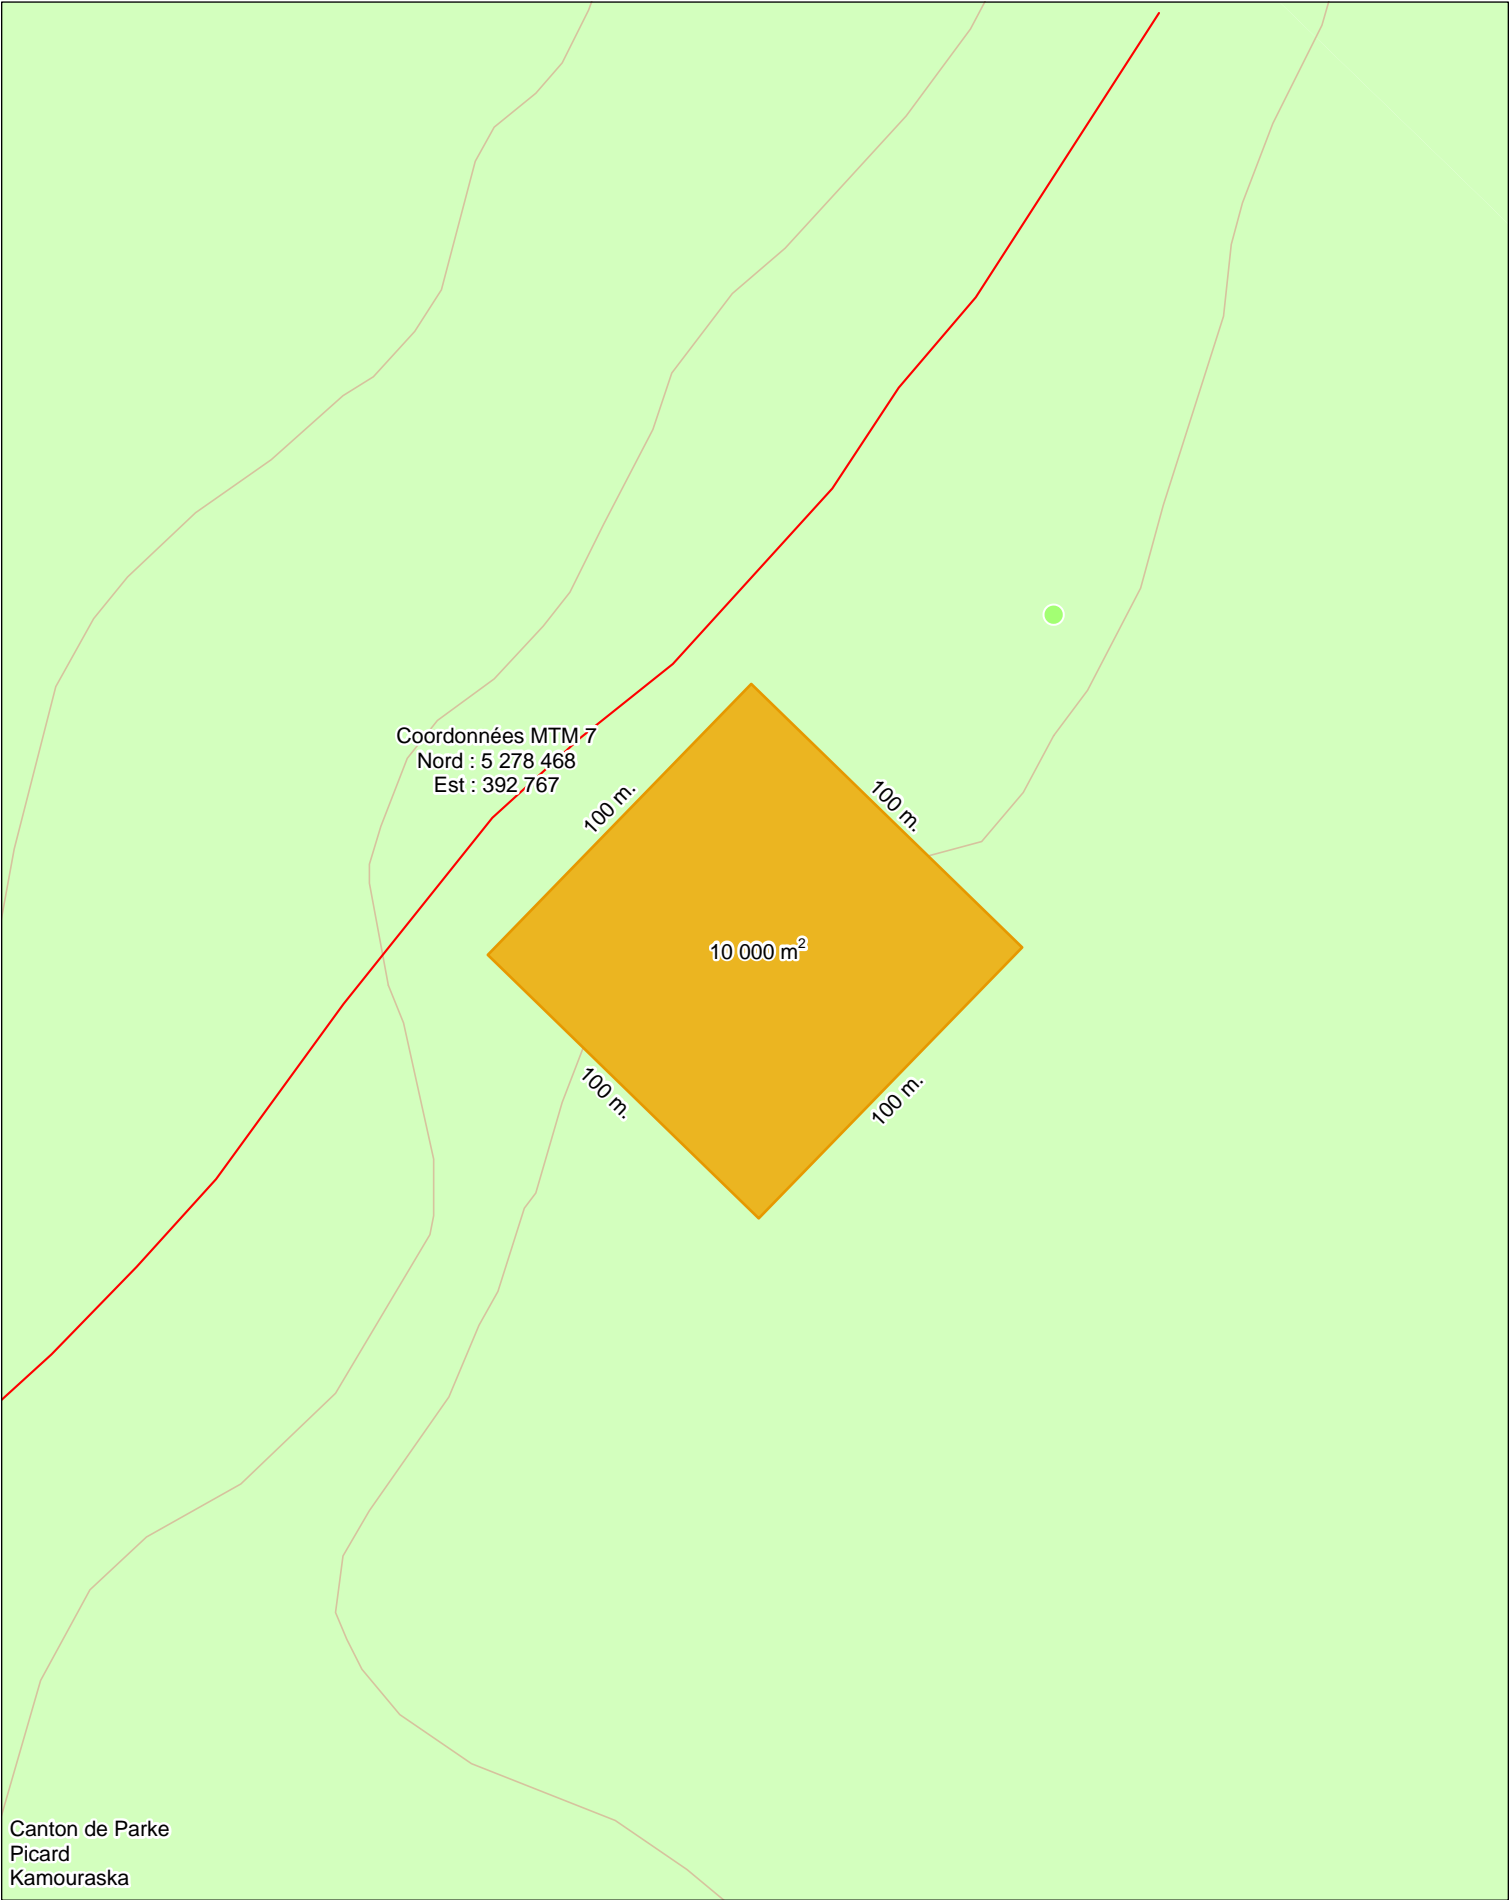 Coordonnées MTM 7
Nord : 5 278 468
Est : 392 767
100 m.
100 m.
10 000 m²
100 m.
100 m.
Canton de Parke
Picard
Kamouraska